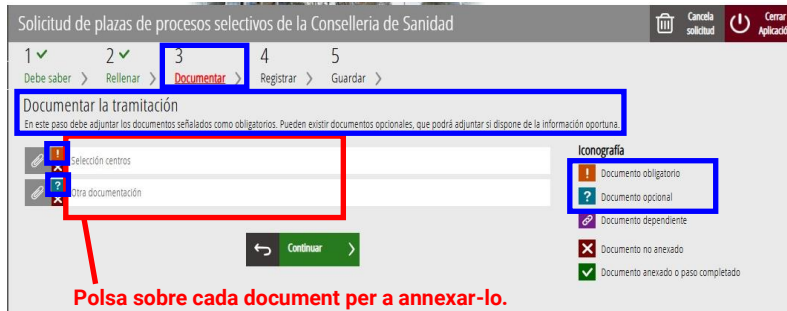 Solicitud de plazas de procesos selectivos de la Conselleria de Sanidad
Cancela solicitud
Cerrar Aplicació
1 2 3 4 5
Debe saber Rellenar Documentar Registrar Guardar
Documentar la tramitación
En este paso debe adjuntar los documentos señalados como obligatorios. Pueden existir documentos opcionales, que podrá adjuntar si dispone de la información oportuna.
Iconografía
! Selección centros
? Otra documentación
! Documento obligatorio
? Documento opcional
Documento dependiente
Documento no anexado
Documento anexado o paso completado
Continuar
Polsa sobre cada document per a annexar-lo.